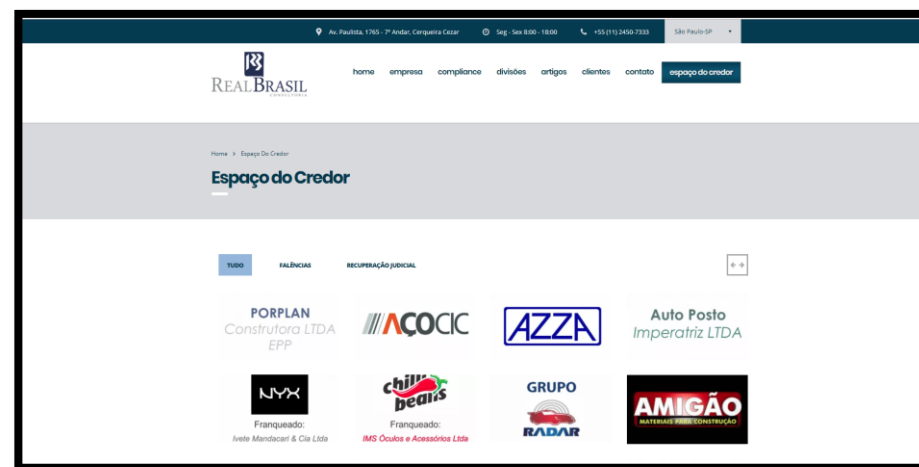 Av. Paulista, 1765 - 7º Andar, Cerqueira Cezar Seg - Sex 8:00 - 18:00 +55 (11) 2450-7333 São Paulo-SP
REALBRASIL
CONSULTORIA
home empresa compliance divisões artigos clientes contato espaço do credor
Home > Espaço Do Credor
Espaço do Credor
TUDO FALÊNCIAS RECUPERAÇÃO JUDICIAL
PORPLAN
Construtora LTDA
EPP
AÇOCIC
AZZA
Auto Posto
Imperatriz LTDA
NYX
Franqueado:
Ivete Mandacari & Cia Ltda
chilli
beans
Franqueado:
IMS Óculos e Acessórios Ltda
GRUPO
RADAR
AMIGÃO
MATERIAIS PARA CONSTRUÇÃO